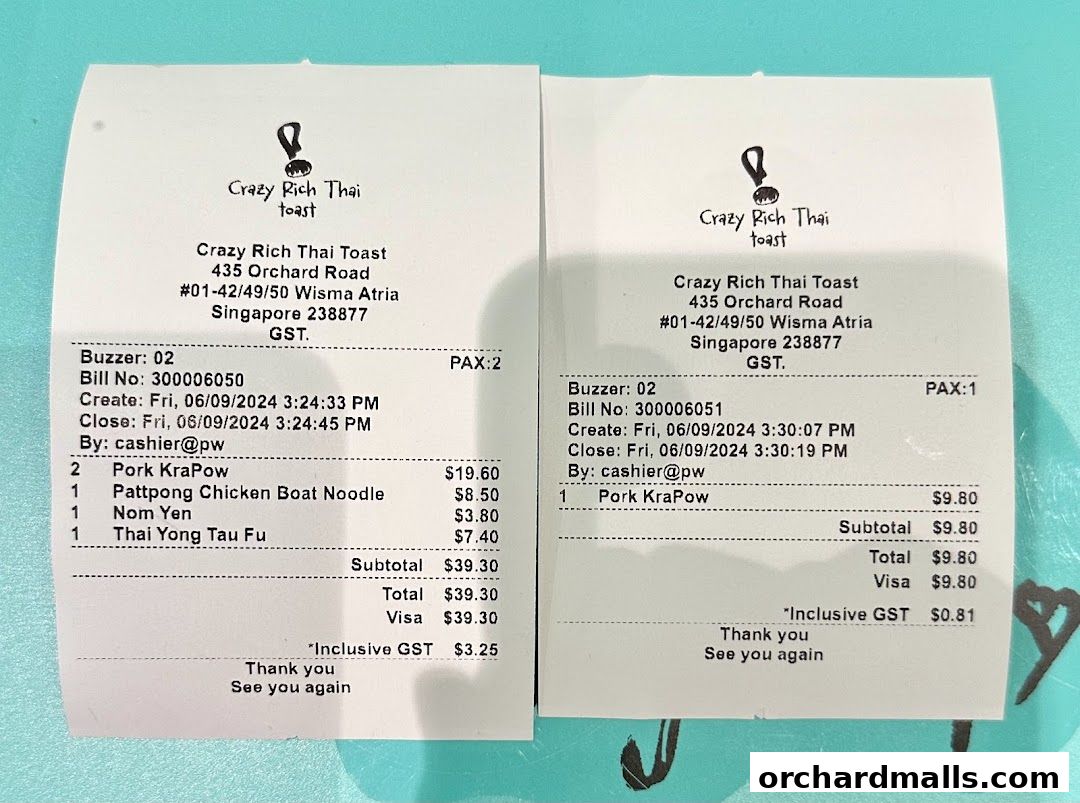 Crazy Rich Thai
toast
Crazy Rich Thai Toast
435 Orchard Road
#01-42/49/50 Wisma Atria
Singapore 238877
GST.
Buzzer: 02 PAX:2
Bill No: 300006050
Create: Fri, 06/09/2024 3:24:33 PM
Close: Fri, 06/09/2024 3:24:45 PM
By: cashier@pw
2 Pork KraPow $19.60
1 Pattpong Chicken Boat Noodle $8.50
1 Nom Yen $3.80
1 Thai Yong Tau Fu $7.40
Subtotal $39.30
Total $39.30
Visa $39.30
*Inclusive GST $3.25
Thank you
See you again
Crazy Rich Thai
toast
Crazy Rich Thai Toast
435 Orchard Road
#01-42/49/50 Wisma Atria
Singapore 238877
GST.
Buzzer: 02 PAX:1
Bill No: 300006051
Create: Fri, 06/09/2024 3:30:07 PM
Close: Fri, 06/09/2024 3:30:19 PM
By: cashier@pw
1 Pork KraPow $9.80
Subtotal $9.80
Total $9.80
Visa $9.80
*Inclusive GST $0.81
Thank you
See you again
orchardmalls.com